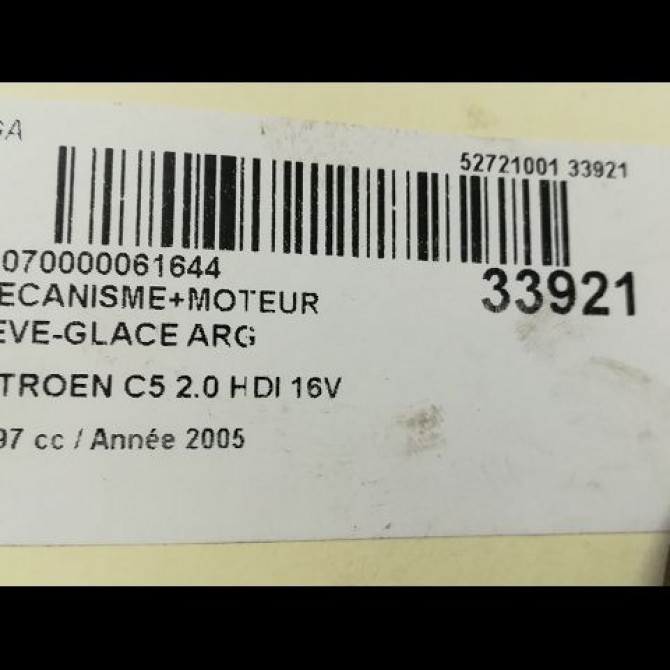 GA
52721001 33921
070000061644
33921
ECANISME+MOTEUR
EVE-GLACE ARG
TROEN C5 2.0 HDI 16V
97 cc / Année 2005